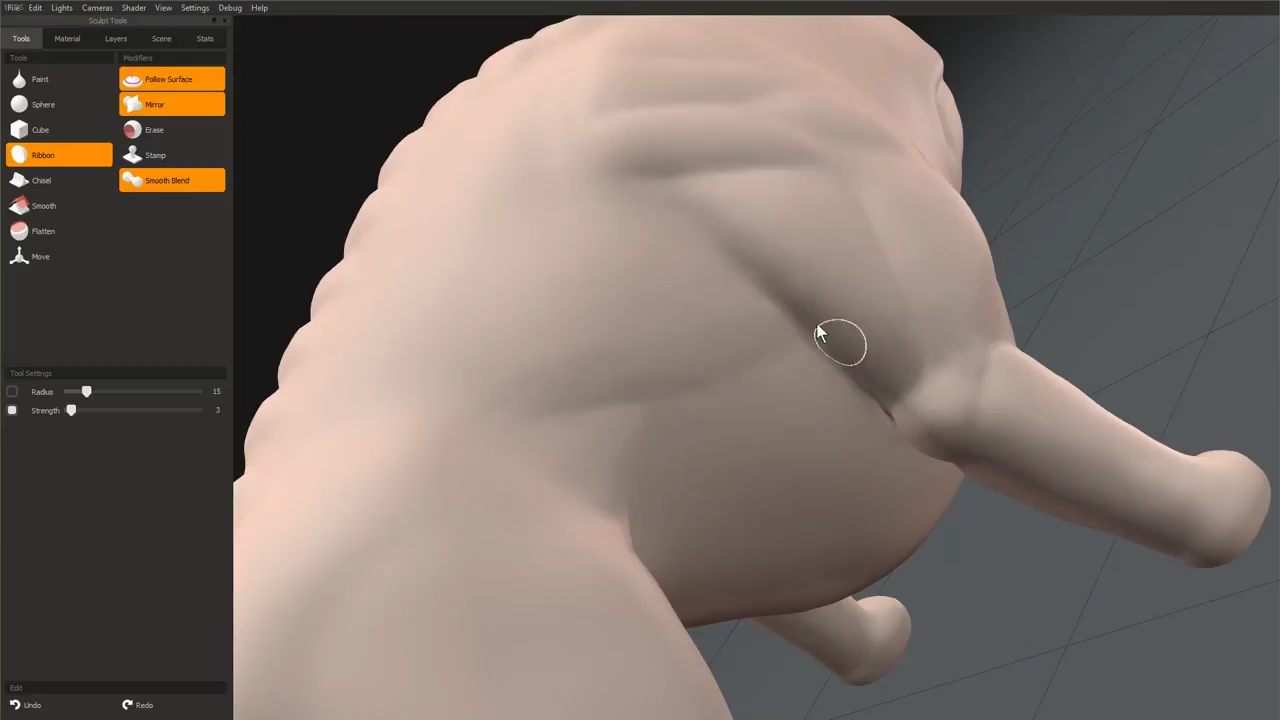 File Edit Lights Cameras Shader View Settings Debug Help
Sculpt Tools
Tools Material Layers Scene Stats
Tools Modifiers
Paint Follow Surface
Sphere Mirror
Cube Erase
Ribbon Stamp
Chisel Smooth Blend
Smooth
Flatten
Move
Tool Settings
Radius 15
Strength 3
Edit
Undo Redo